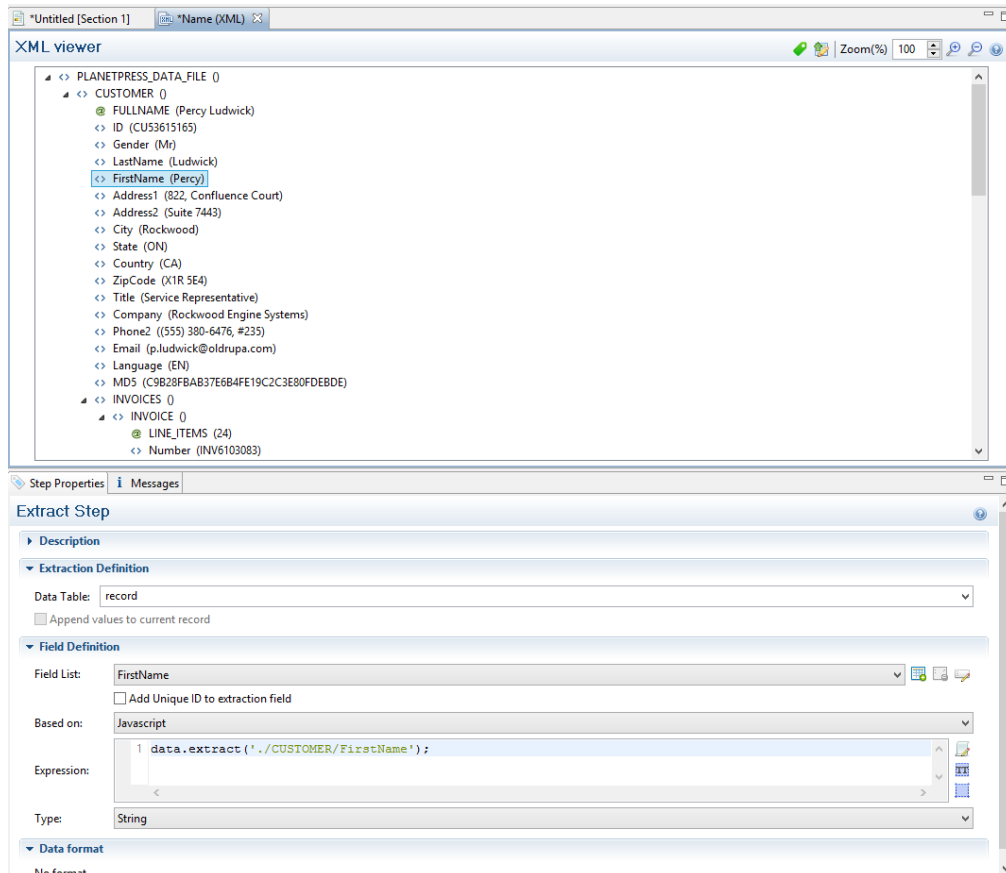 *Untitled [Section 1] *Name (XML)
XML viewer Zoom(%) 100
PLANETPRESS_DATA_FILE ()
CUSTOMER ()
FULLNAME (Percy Ludwick)
ID (CU53615165)
Gender (Mr)
LastName (Ludwick)
FirstName (Percy)
Address1 (822, Confluence Court)
Address2 (Suite 7443)
City (Rockwood)
State (ON)
Country (CA)
ZipCode (X1R 5E4)
Title (Service Representative)
Company (Rockwood Engine Systems)
Phone2 ((555) 380-6476, #235)
Email (p.ludwick@oldrupa.com)
Language (EN)
MD5 (C9B28FBAB37E6B4FE19C2C3E80FDEBDE)
INVOICES ()
INVOICE ()
LINE_ITEMS (24)
Number (INV6103083)
Step Properties Messages
Extract Step
Description
Extraction Definition
Data Table: record
Append values to current record
Field Definition
Field List: FirstName
Add Unique ID to extraction field
Based on: Javascript
1 data.extract('./CUSTOMER/FirstName');
Expression:
Type: String
Data format
No format